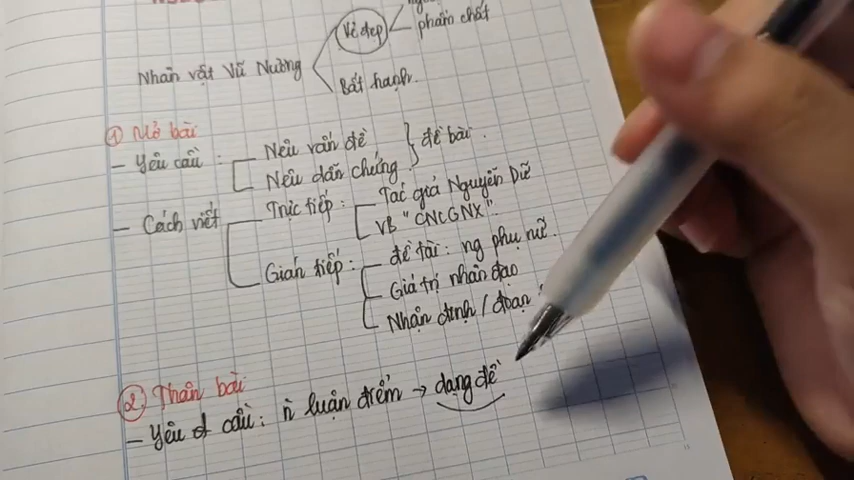 Vẻ đẹp
phẩm chất
Nhân vật Vũ Nương
Bất hạnh.
① Mở bài
- Yêu cầu : Nêu vấn đề } đề bài.
Nêu dẫn chứng
- Cách viết Trực tiếp : Tác giả Nguyễn Dữ
VB "CNCGNX".
Gián tiếp : đề tài : ng phụ nữ.
Giá trị nhân đạo
Nhận định / đoạn
② Thân bài
- Yêu cầu : luận điểm → dạng đề